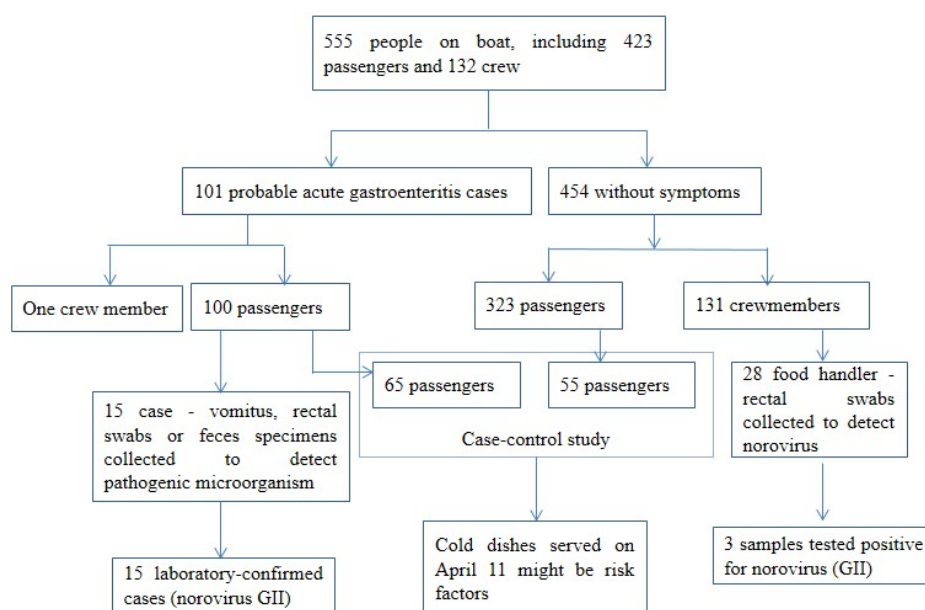 555 people on boat, including 423
passengers and 132 crew
101 probable acute gastroenteritis cases
454 without symptoms
One crew member
100 passengers
323 passengers
131 crewmembers
65 passengers
55 passengers
Case-control study
15 case - vomitus, rectal
swabs or feces specimens
collected to detect
pathogenic microorganism
28 food handler -
rectal swabs
collected to detect
norovirus
15 laboratory-confirmed
cases (norovirus GII)
Cold dishes served on
April 11 might be risk
factors
3 samples tested positive
for norovirus (GII)